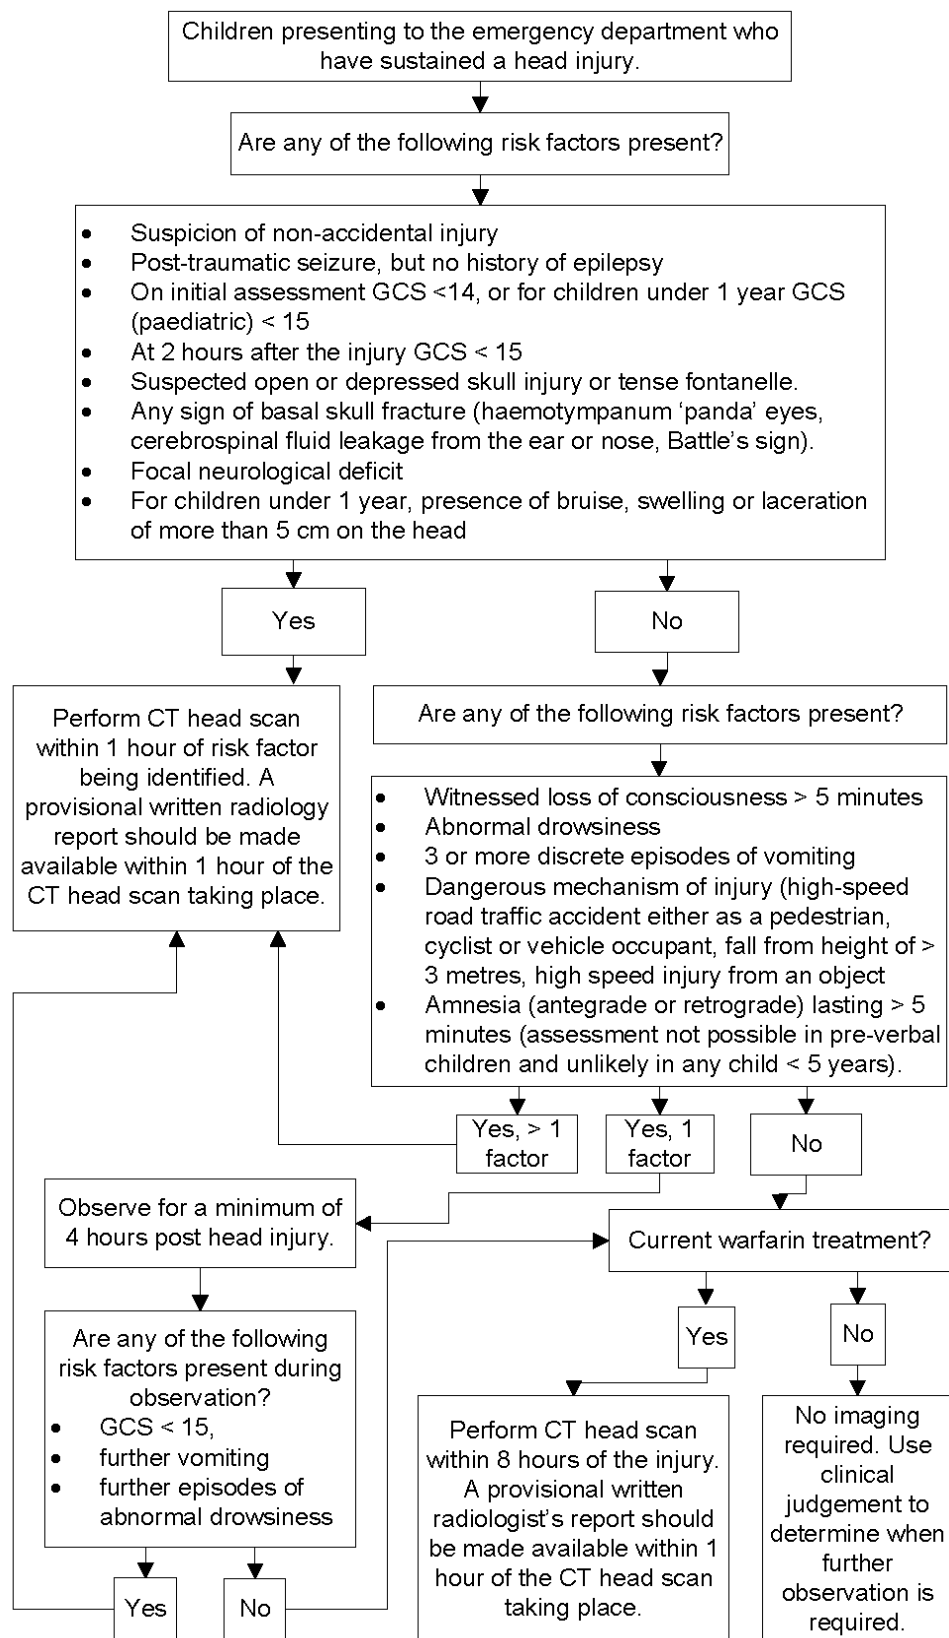 Children presenting to the emergency department who
have sustained a head injury.
Are any of the following risk factors present?
• Suspicion of non-accidental injury
• Post-traumatic seizure, but no history of epilepsy
• On initial assessment GCS <14, or for children under 1 year GCS
(paediatric) < 15
• At 2 hours after the injury GCS < 15
• Suspected open or depressed skull injury or tense fontanelle.
• Any sign of basal skull fracture (haemotympanum ‘panda’ eyes,
cerebrospinal fluid leakage from the ear or nose, Battle’s sign).
• Focal neurological deficit
• For children under 1 year, presence of bruise, swelling or laceration
of more than 5 cm on the head
Yes
No
Perform CT head scan
within 1 hour of risk factor
being identified. A
provisional written radiology
report should be made
available within 1 hour of the
CT head scan taking place.
Are any of the following risk factors present?
• Witnessed loss of consciousness > 5 minutes
• Abnormal drowsiness
• 3 or more discrete episodes of vomiting
• Dangerous mechanism of injury (high-speed
road traffic accident either as a pedestrian,
cyclist or vehicle occupant, fall from height of >
3 metres, high speed injury from an object
• Amnesia (antegrade or retrograde) lasting > 5
minutes (assessment not possible in pre-verbal
children and unlikely in any child < 5 years).
Yes, > 1
factor
Yes, 1
factor
No
Observe for a minimum of
4 hours post head injury.
Current warfarin treatment?
Are any of the following
risk factors present during
observation?
• GCS < 15,
• further vomiting
• further episodes of
abnormal drowsiness
Yes
No
Yes
No
Perform CT head scan
within 8 hours of the injury.
A provisional written
radiologist’s report should
be made available within 1
hour of the CT head scan
taking place.
No imaging
required. Use
clinical
judgement to
determine when
further
observation is
required.